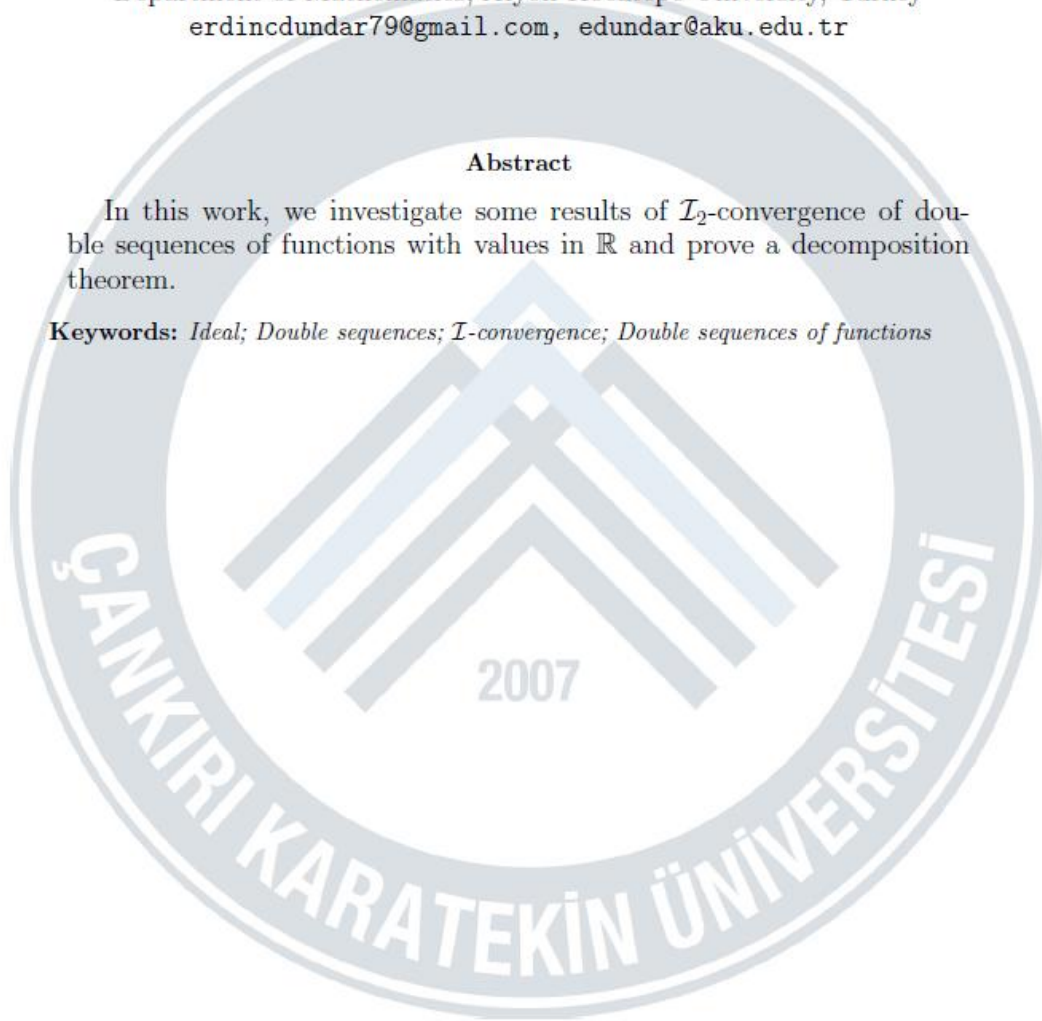 erdincdundar79@gmail.com, edundar@aku.edu.tr
Abstract
In this work, we investigate some results of I₂-convergence of dou-
ble sequences of functions with values in ℝ and prove a decomposition
theorem.
Keywords: Ideal; Double sequences; I-convergence; Double sequences of functions
2007
ÇANKIRI KARATEKİN ÜNİVERSİTESİ